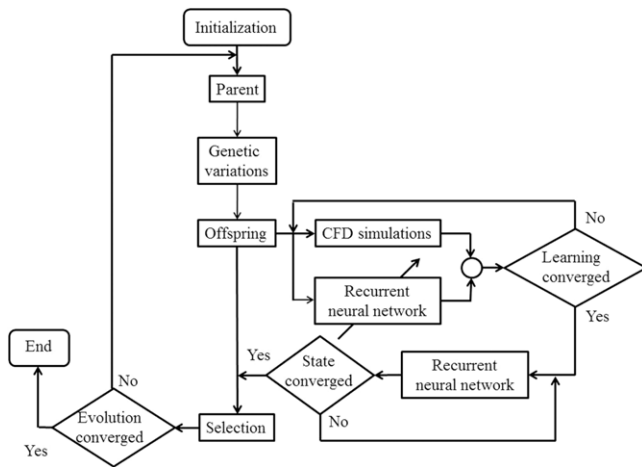 Initialization
Parent
Genetic
variations
Offspring
CFD simulations
No
Learning
converged
Recurrent
neural network
Yes
End
Yes
State
converged
Recurrent
neural network
No
Evolution
converged
Selection
No
Yes